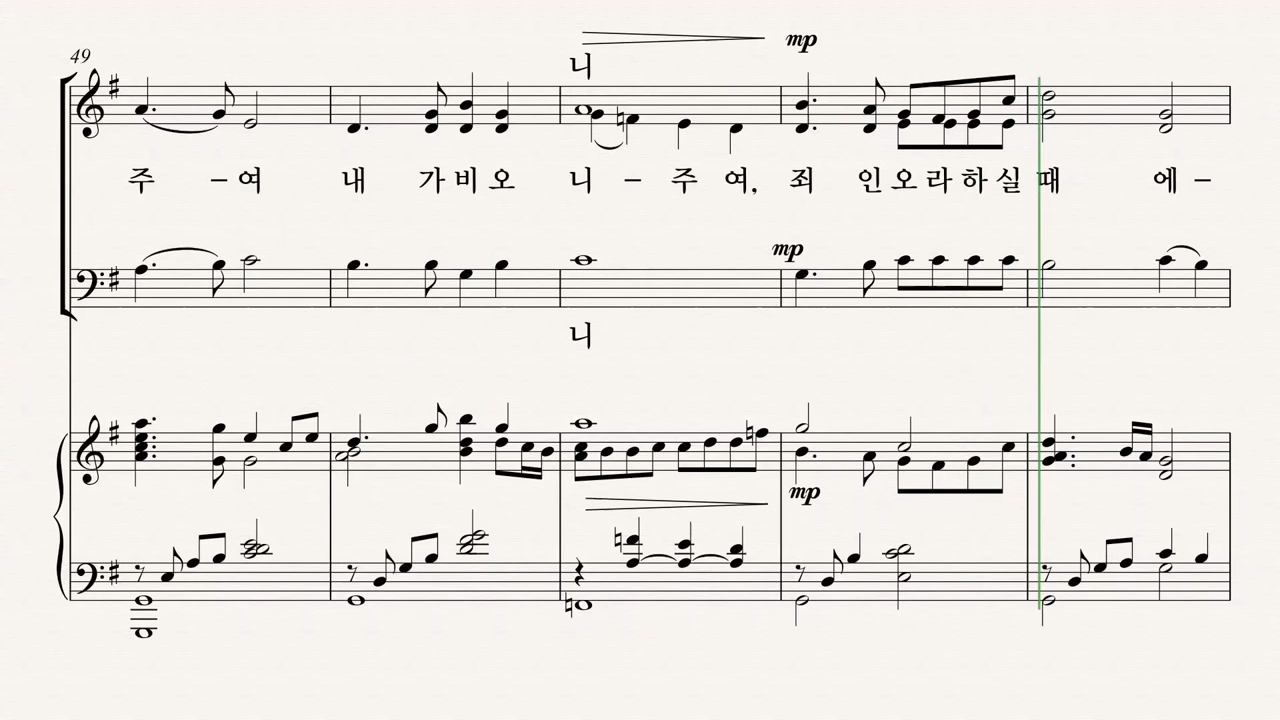 49
mp
니
주 – 여 내 가 비 오 니 – 주 여, 죄 인 오 라 하 실 때 에 –
mp
니
mp